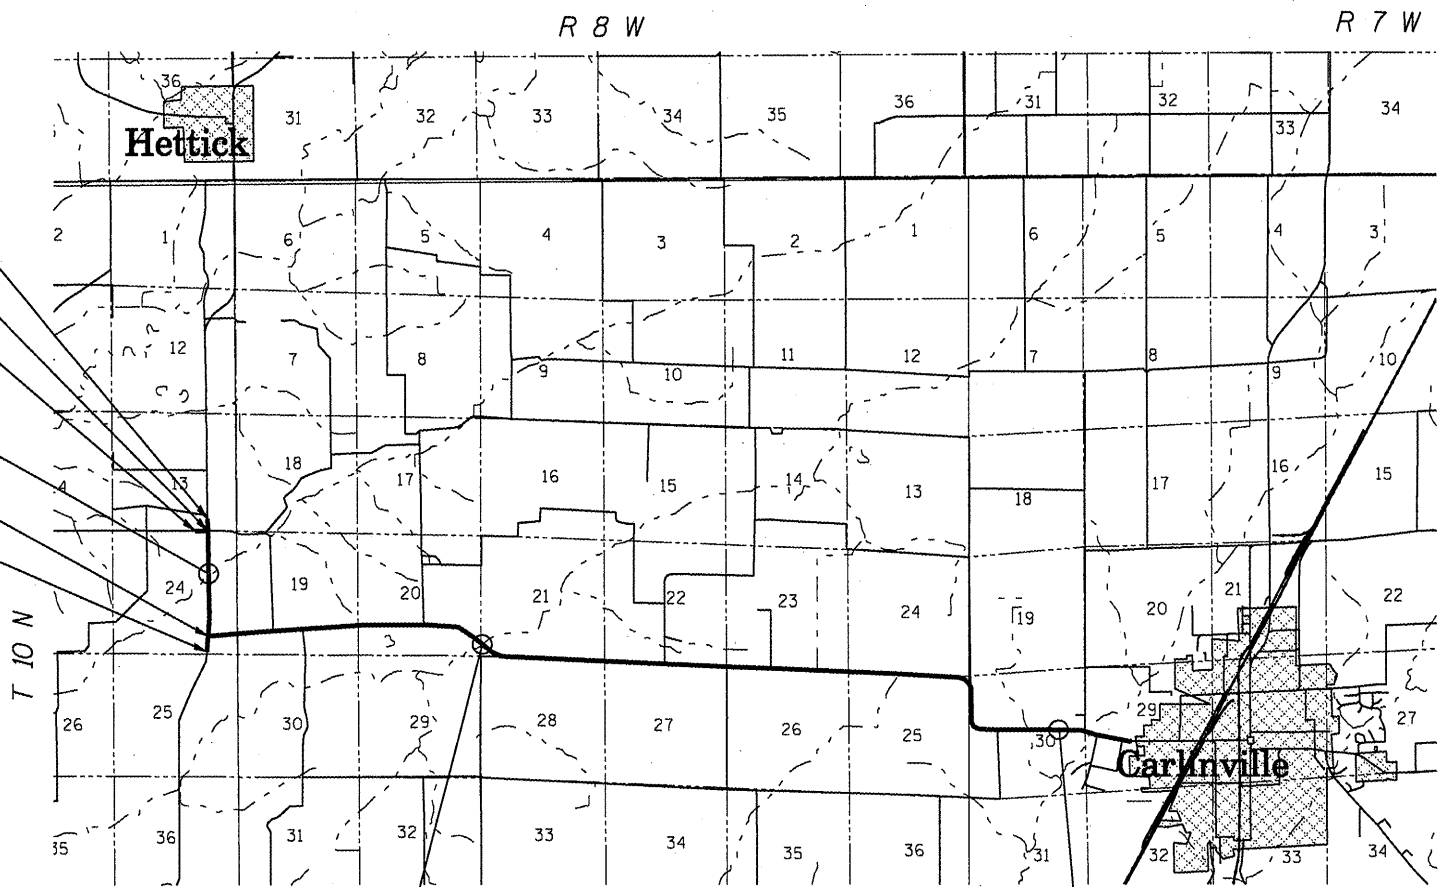 R 8 W R 7 W
36 31 32 33 34 35 36 31 32 33 34
Hettick
2 1 6 5 4 3 2 1 6 5 4 3
12 7 8 9 10 11 12 7 8 9 10
4 13 18 17 16 15 14 13 18 17 16 15
24 19 20 21 22 23 24 19 20 21 22
T 10 N
26 25 30 29 28 27 26 25 30 29 27
Carlinville
35 36 31 32 33 34 35 36 31 32 33 34